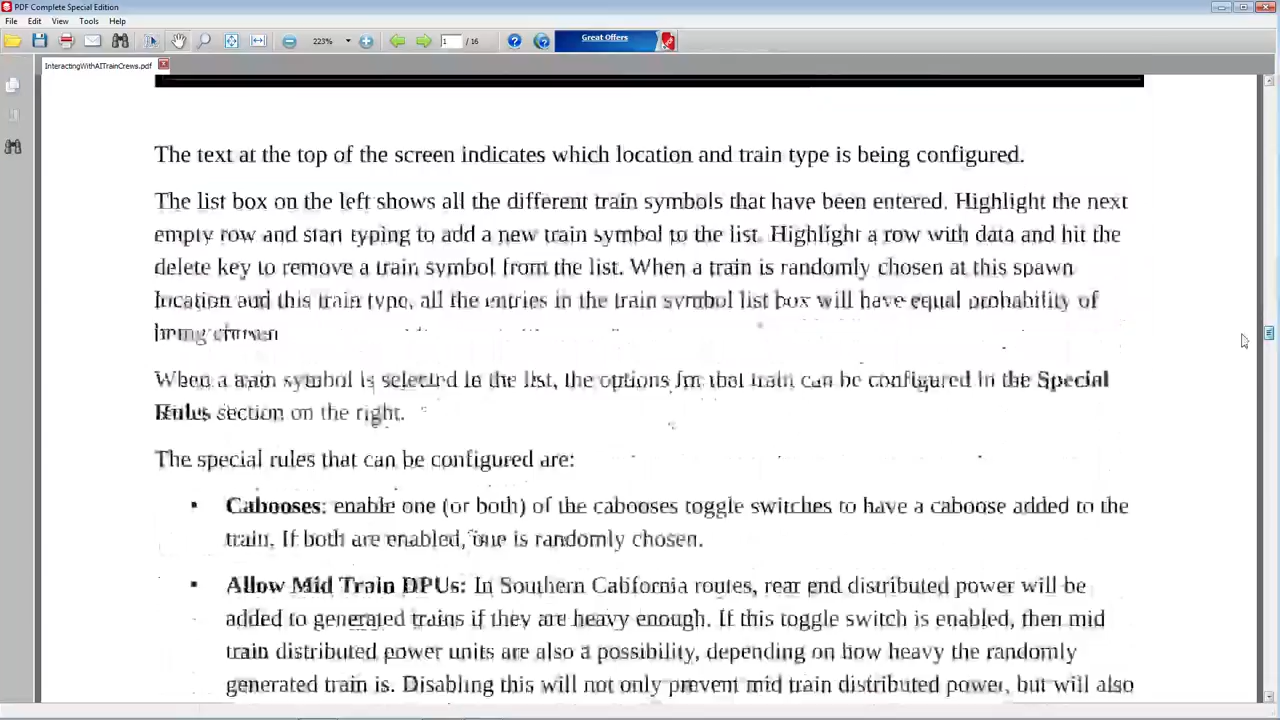 PDF Complete Special Edition
File Edit View Tools Help
223% 1 / 16 Great Offers
InteractingWithAITrainCrews.pdf
The text at the top of the screen indicates which location and train type is being configured.
The list box on the left shows all the different train symbols that have been entered. Highlight the next
empty row and start typing to add a new train symbol to the list. Highlight a row with data and hit the
delete key to remove a train symbol from the list. When a train is randomly chosen at this spawn
location and this train type, all the entries in the train symbol list box will have equal probability of
being chosen
When a train symbol is selected in the list, the options for that train can be configured in the Special
Rules section on the right.
The special rules that can be configured are:
▪ Cabooses: enable one (or both) of the cabooses toggle switches to have a caboose added to the
train. If both are enabled, one is randomly chosen.
▪ Allow Mid Train DPUs: In Southern California routes, rear end distributed power will be
added to generated trains if they are heavy enough. If this toggle switch is enabled, then mid
train distributed power units are also a possibility, depending on how heavy the randomly
generated train is. Disabling this will not only prevent mid train distributed power, but will also